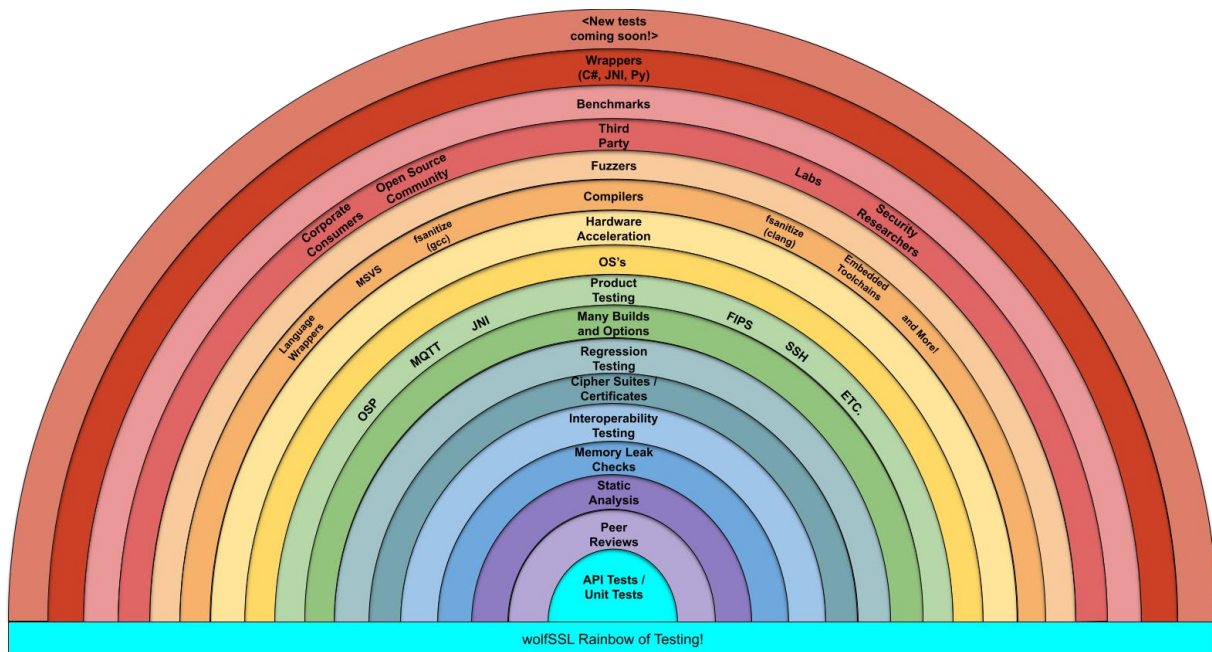 <New tests
coming soon!>
Wrappers
(C#, JNI, Py)
Benchmarks
Third
Party
Corporate
Consumers
Open Source
Community
Labs
Security
Researchers
Fuzzers
Compilers
Language
Wrappers
MSVS
fsanitize
(gcc)
fsanitize
(clang)
Embedded
Toolchains
and More!
Hardware
Acceleration
OS's
Product
Testing
OSP
MQTT
JNI
FIPS
SSH
ETC.
Many Builds
and Options
Regression
Testing
Cipher Suites /
Certificates
Interoperability
Testing
Memory Leak
Checks
Static
Analysis
Peer
Reviews
API Tests /
Unit Tests
wolfSSL Rainbow of Testing!